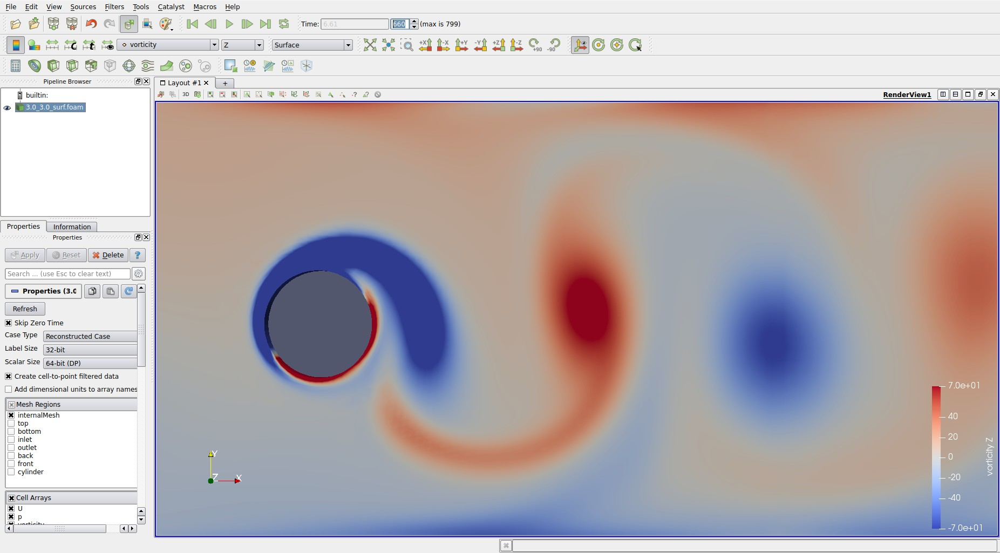 File Edit View Sources Filters Tools Catalyst Macros Help
Time: 6.61 660 (max is 799)
vorticity Z Surface +X -X +Y -Y +Z -Z +90 -90
Pipeline Browser
Layout #1 +
builtin:
3D
RenderView1
3.0_3.0_surf.foam
Properties Information
Properties
Apply Reset Delete ?
Search ... (use Esc to clear text)
Properties (3.0
Refresh
Skip Zero Time
Case Type Reconstructed Case
Label Size 32-bit
Scalar Size 64-bit (DP)
Create cell-to-point filtered data
Add dimensional units to array names
Mesh Regions
internalMesh
top
bottom
inlet
outlet
back
front
cylinder
Cell Arrays
U
p
vorticity
Y
Z X
7.0e+01
40
20
0
-20
-40
-7.0e+01
vorticity Z